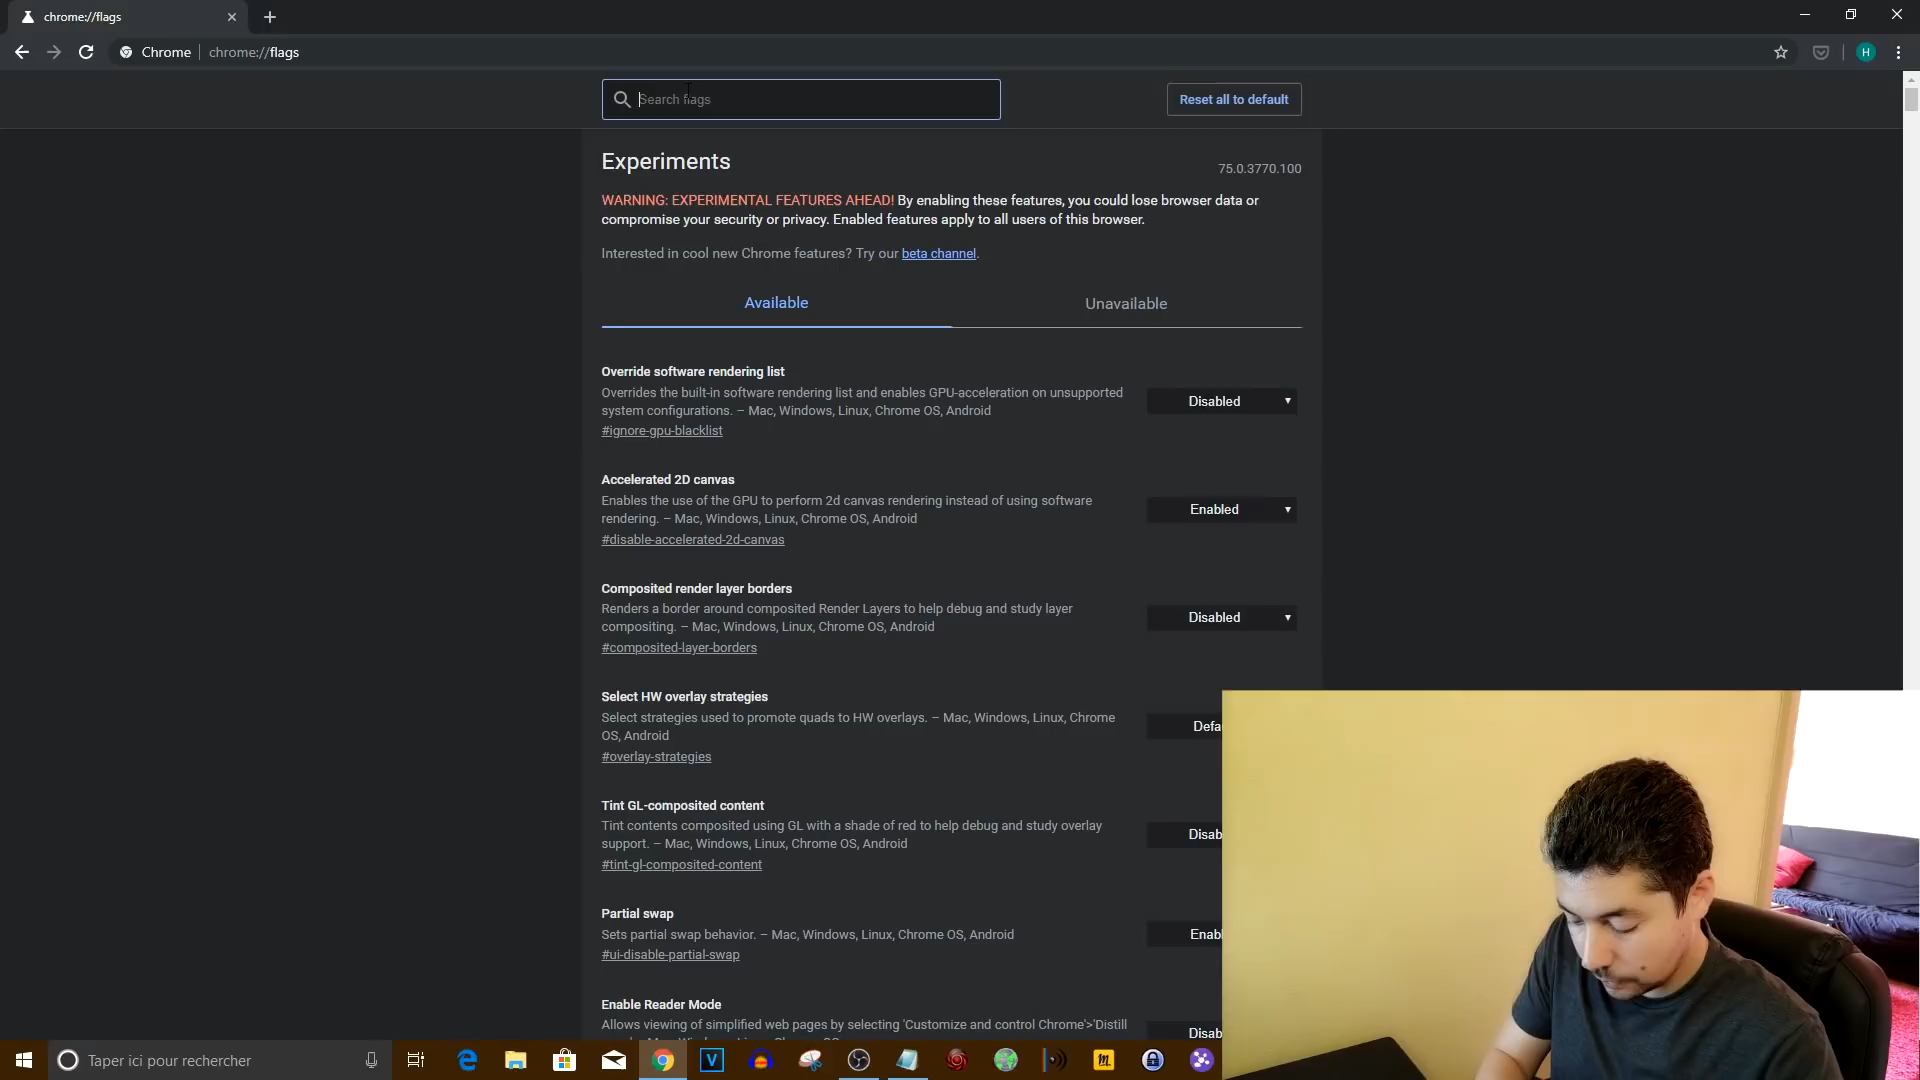 chrome://flags
Chrome
chrome://flags
H
Search flags
Reset all to default
Experiments
75.0.3770.100
WARNING: EXPERIMENTAL FEATURES AHEAD! By enabling these features, you could lose browser data or
compromise your security or privacy. Enabled features apply to all users of this browser.
Interested in cool new Chrome features? Try our beta channel.
Available
Unavailable
Override software rendering list
Overrides the built-in software rendering list and enables GPU-acceleration on unsupported
system configurations. – Mac, Windows, Linux, Chrome OS, Android
#ignore-gpu-blacklist
Disabled
Accelerated 2D canvas
Enables the use of the GPU to perform 2d canvas rendering instead of using software
rendering. – Mac, Windows, Linux, Chrome OS, Android
#disable-accelerated-2d-canvas
Enabled
Composited render layer borders
Renders a border around composited Render Layers to help debug and study layer
compositing. – Mac, Windows, Linux, Chrome OS, Android
#composited-layer-borders
Disabled
Select HW overlay strategies
Select strategies used to promote quads to HW overlays. – Mac, Windows, Linux, Chrome
OS, Android
#overlay-strategies
Defa
Tint GL-composited content
Tint contents composited using GL with a shade of red to help debug and study overlay
support. – Mac, Windows, Linux, Chrome OS, Android
#tint-gl-composited-content
Disab
Partial swap
Sets partial swap behavior. – Mac, Windows, Linux, Chrome OS, Android
#ui-disable-partial-swap
Enabl
Enable Reader Mode
Allows viewing of simplified web pages by selecting 'Customize and control Chrome'>'Distill
Disab
Taper ici pour rechercher
V
m